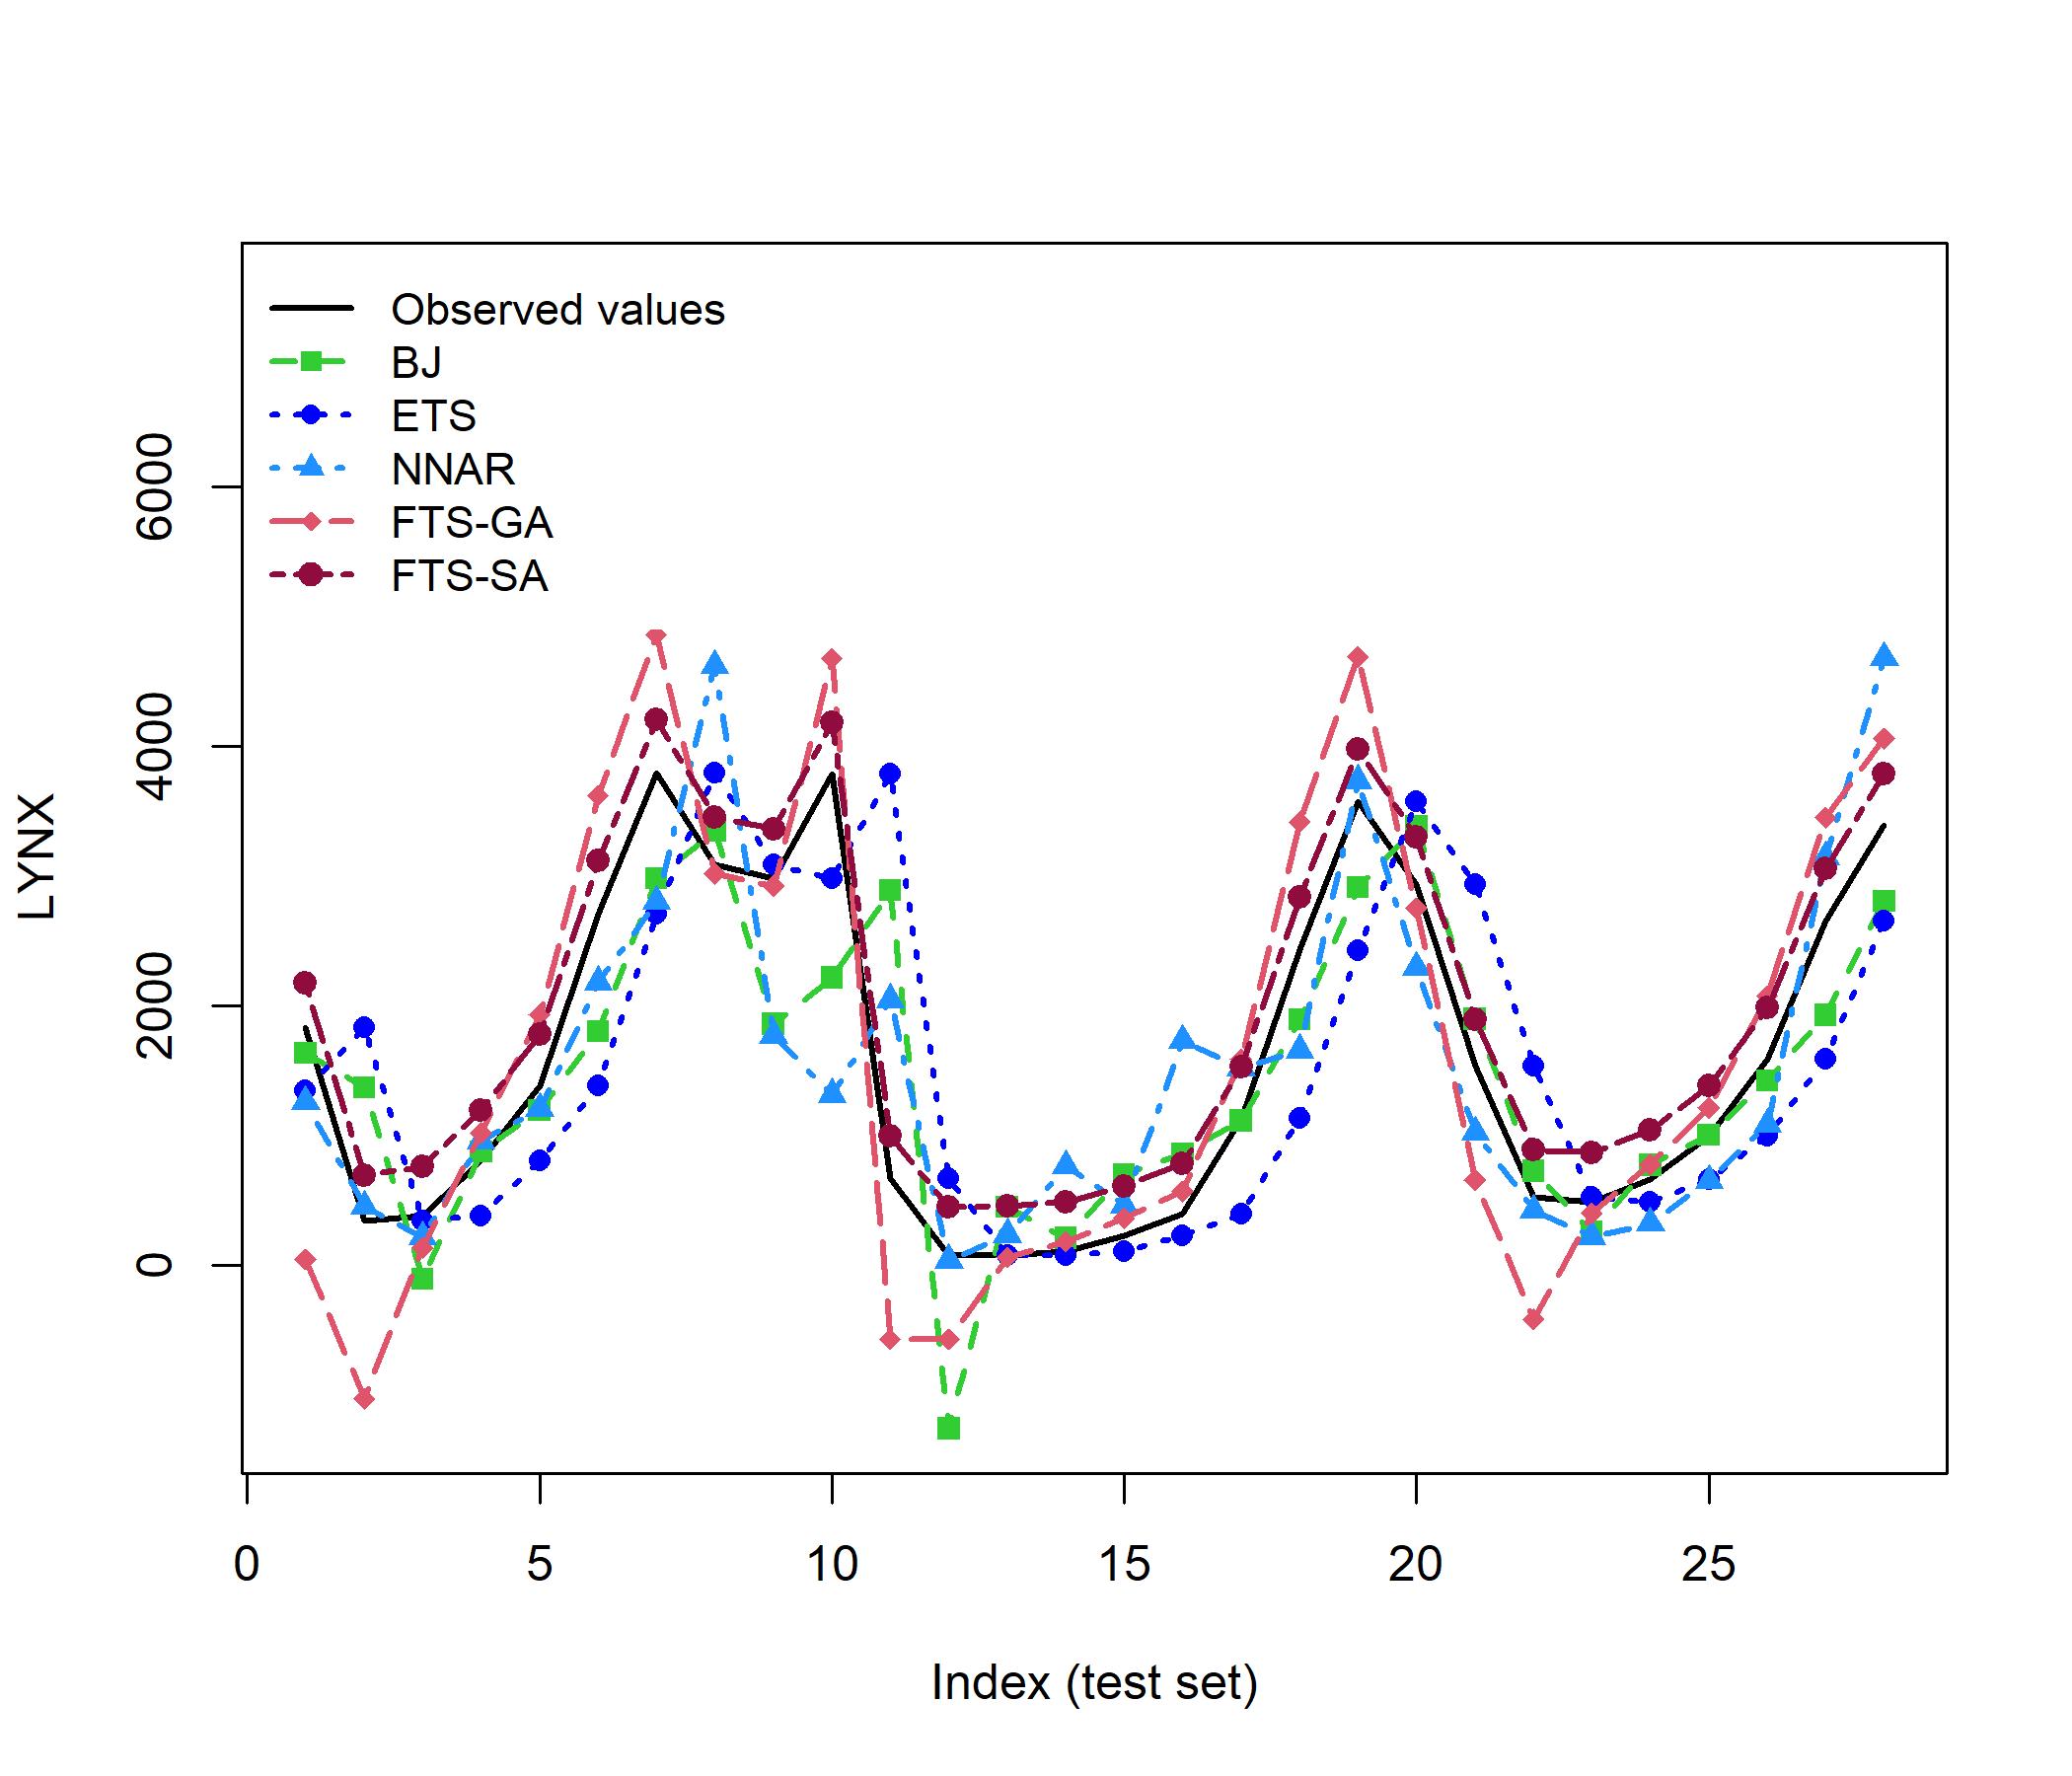 Observed values
BJ
ETS
NNAR
FTS-GA
FTS-SA
6000
4000
2000
0
LYNX
0 5 10 15 20 25
Index (test set)